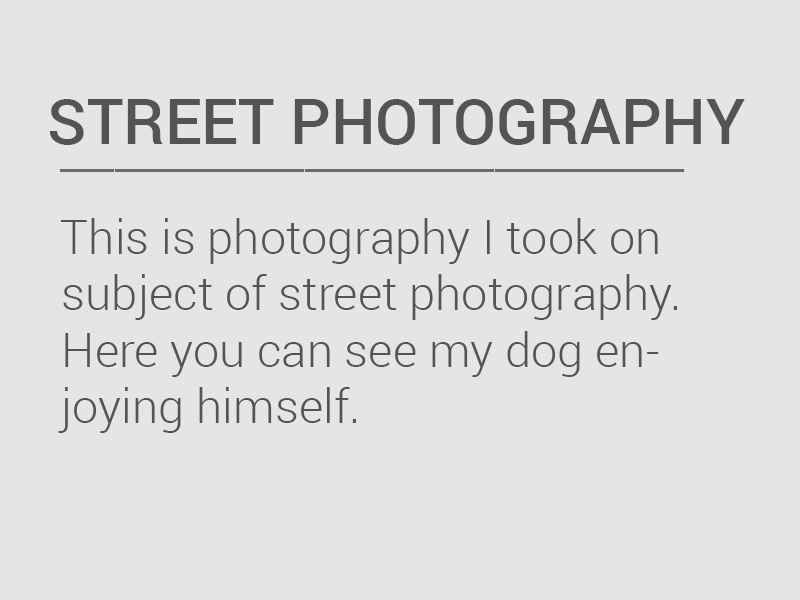 STREET PHOTOGRAPHY
This is photography I took on
subject of street photography.
Here you can see my dog en-
joying himself.